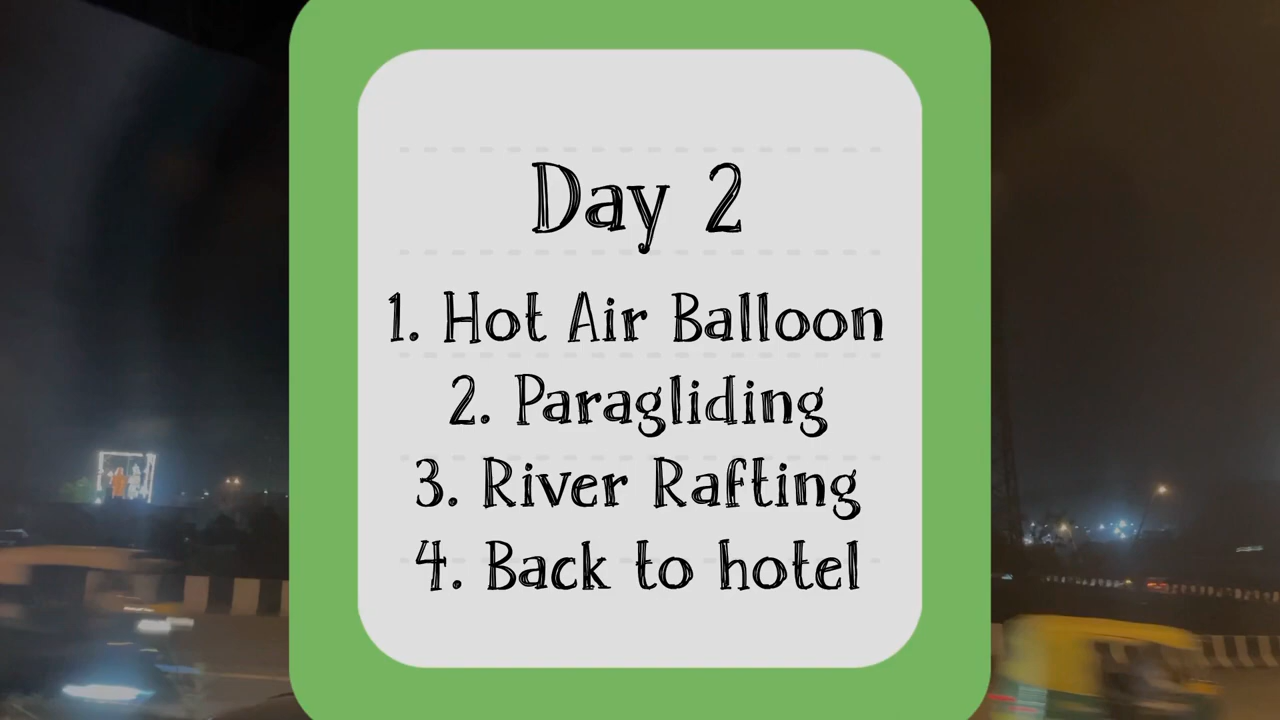 Day 2
1. Hot Air Balloon
2. Paragliding
3. River Rafting
4. Back to hotel